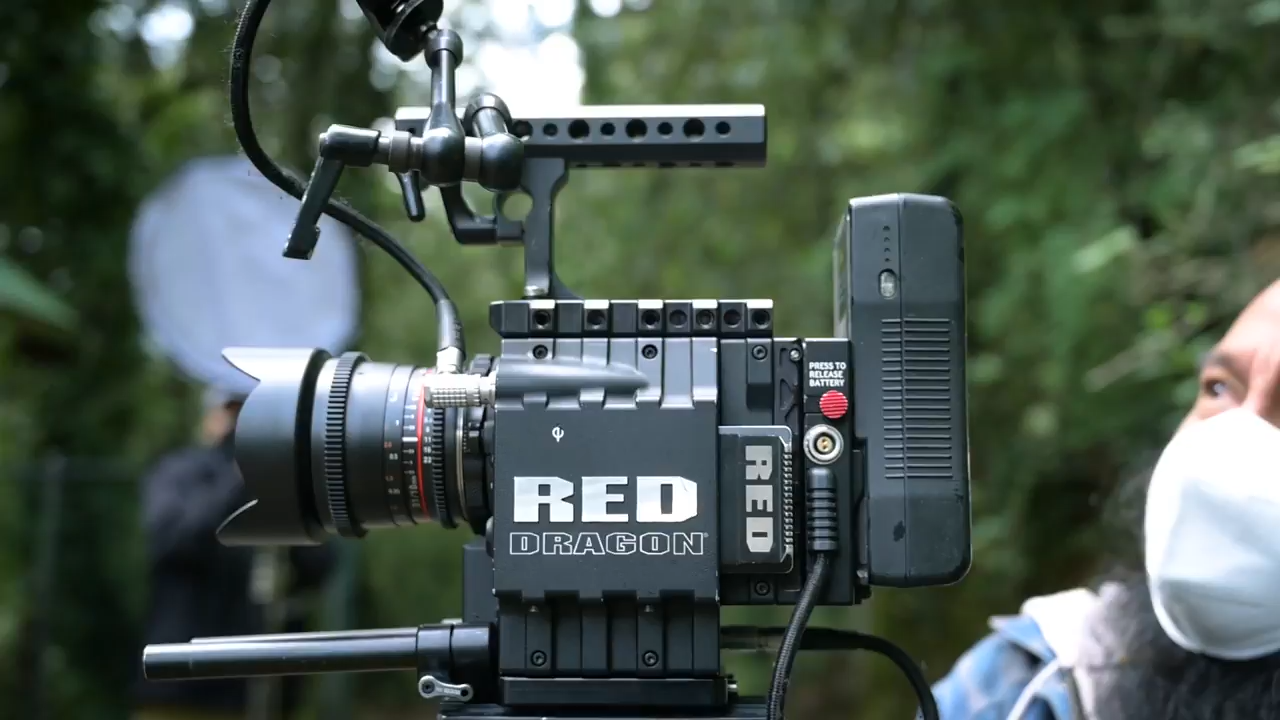 PRESS TO
RELEASE
BATTERY
RED
DRAGON
RED